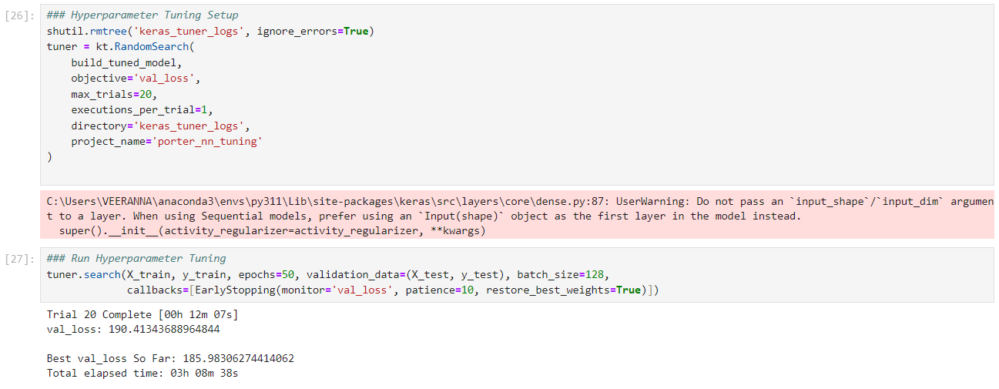 [26]:
### Hyperparameter Tuning Setup
shutil.rmtree('keras_tuner_logs', ignore_errors=True)
tuner = kt.RandomSearch(
    build_tuned_model,
    objective='val_loss',
    max_trials=20,
    executions_per_trial=1,
    directory='keras_tuner_logs',
    project_name='porter_nn_tuning'
)
C:\Users\VEERANNA\anaconda3\envs\py311\Lib\site-packages\keras\src\layers\core\dense.py:87: UserWarning: Do not pass an `input_shape`/`input_dim` argumen
t to a layer. When using Sequential models, prefer using an `Input(shape)` object as the first layer in the model instead.
  super().__init__(activity_regularizer=activity_regularizer, **kwargs)
[27]:
### Run Hyperparameter Tuning
tuner.search(X_train, y_train, epochs=50, validation_data=(X_test, y_test), batch_size=128,
             callbacks=[EarlyStopping(monitor='val_loss', patience=10, restore_best_weights=True)])
Trial 20 Complete [00h 12m 07s]
val_loss: 190.41343688964844
Best val_loss So Far: 185.98306274414062
Total elapsed time: 03h 08m 38s